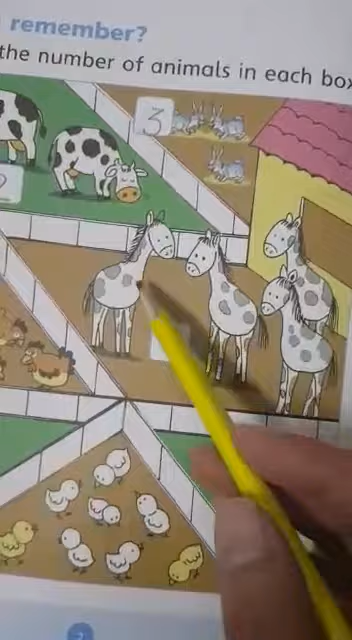 remember?
the number of animals in each box
3
2